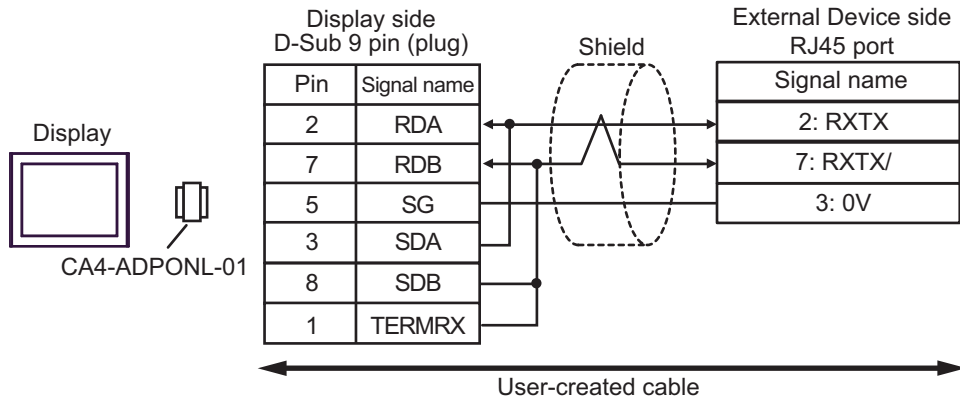 Display side
D-Sub 9 pin (plug)
Shield
External Device side
RJ45 port
Pin Signal name
Signal name
2 RDA
2: RXTX
7 RDB
7: RXTX/
5 SG
3: 0V
3 SDA
8 SDB
1 TERMRX
Display
CA4-ADPONL-01
User-created cable